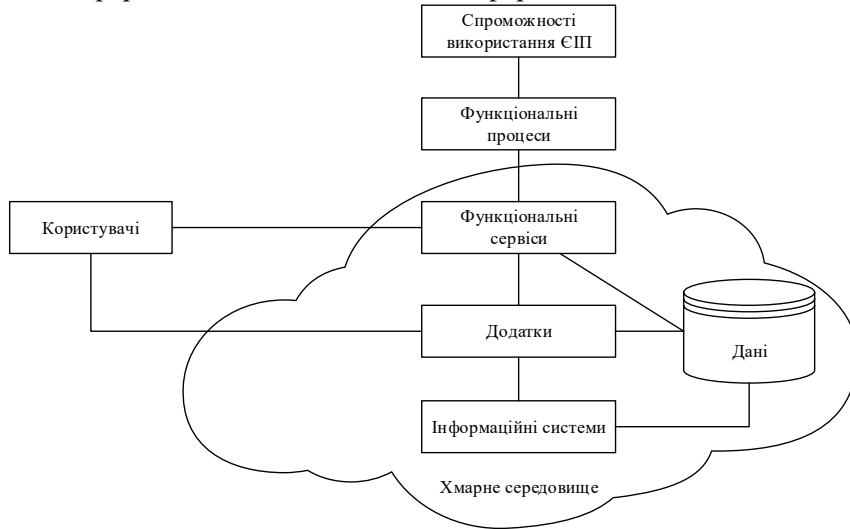 Спроможності
використання ЄІП
Функціональні
процеси
Користувачі
Функціональні
сервіси
Додатки
Дані
Інформаційні системи
Хмарне середовище